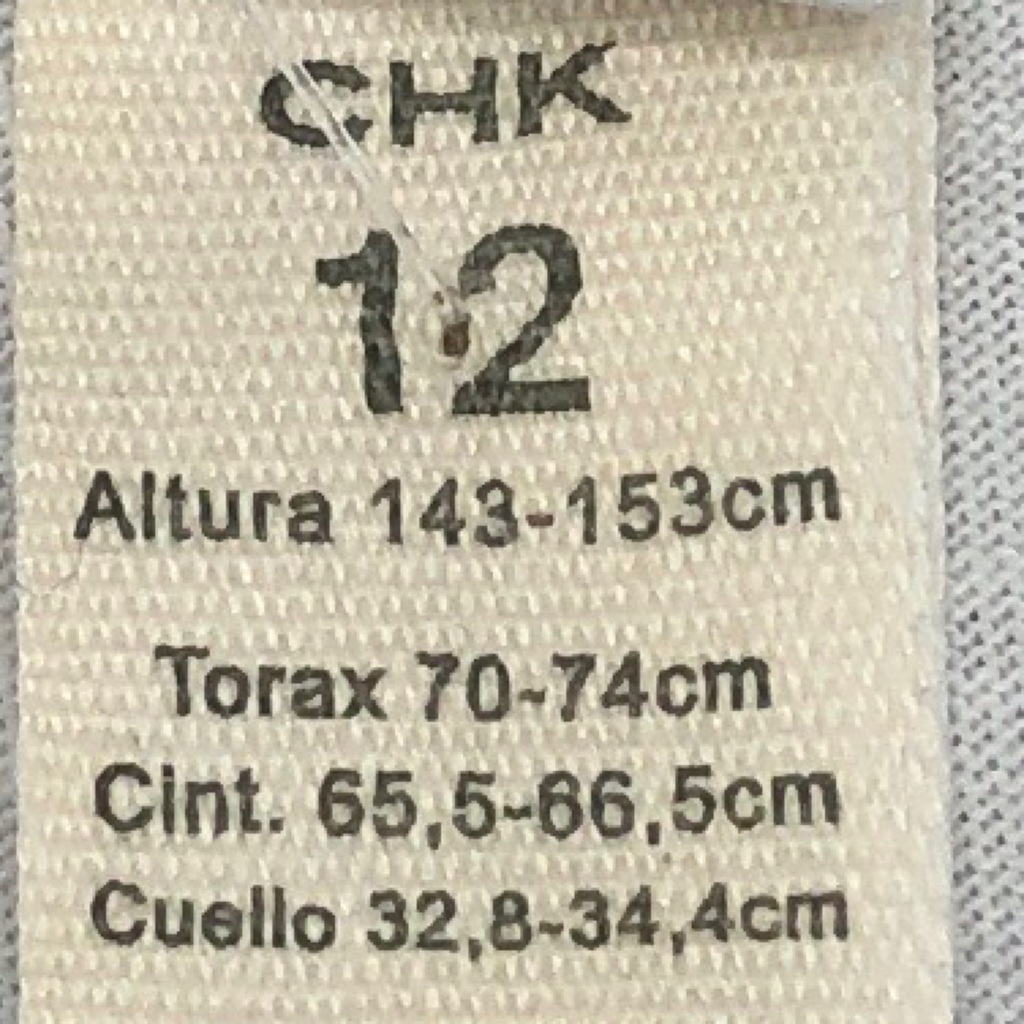 CHK
12
Altura 143-153cm
Torax 70-74cm
Cint. 65,5-66,5cm
Cuello 32,8-34,4cm